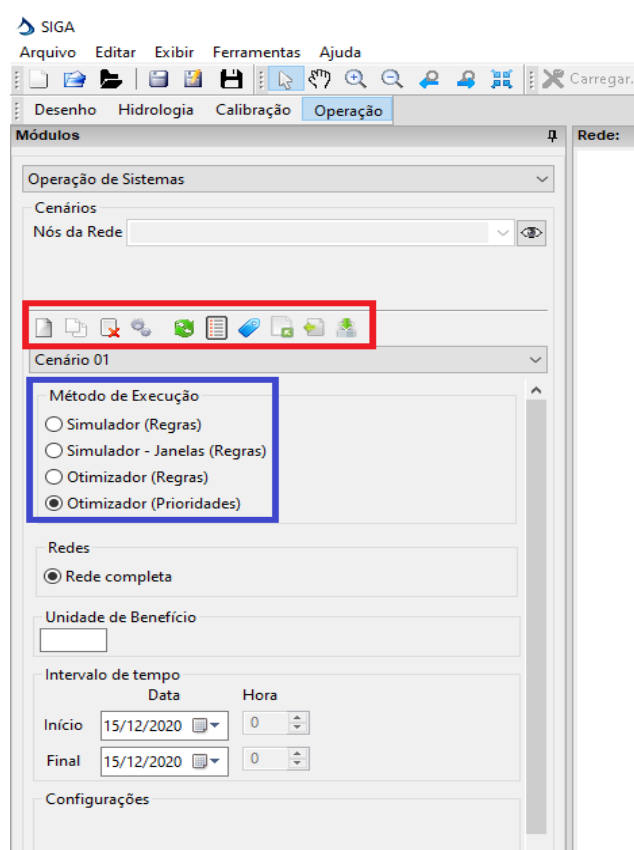 SIGA
Arquivo Editar Exibir Ferramentas Ajuda
Carregar.
Desenho Hidrologia Calibração Operação
Módulos
Rede:
Operação de Sistemas
Cenários
Nós da Rede
Cenário 01
Método de Execução
Simulador (Regras)
Simulador - Janelas (Regras)
Otimizador (Regras)
Otimizador (Prioridades)
Redes
Rede completa
Unidade de Benefício
Intervalo de tempo
Data Hora
Início 15/12/2020 0
Final 15/12/2020 0
Configurações